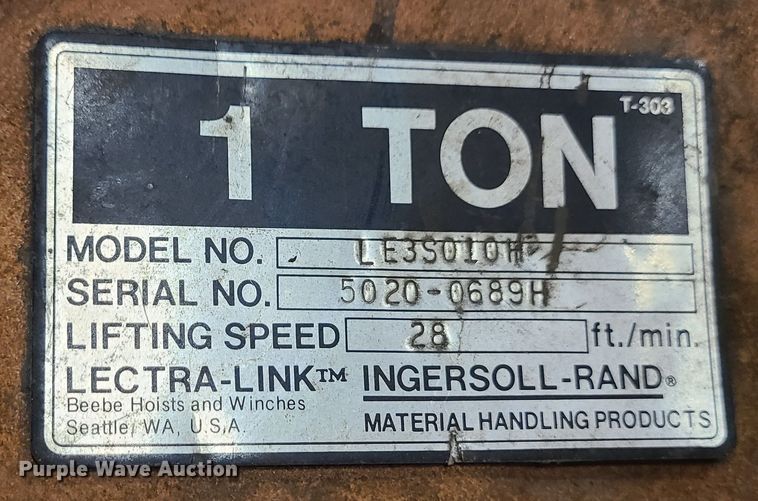 T-303
1 TON
MODEL NO. LE3S010H
SERIAL NO. 5020-0689H
LIFTING SPEED 28 ft./min.
LECTRA-LINK™ INGERSOLL-RAND®
Beebe Hoists and Winches
Seattle, WA, U.S.A. MATERIAL HANDLING PRODUCTS
Purple Wave Auction